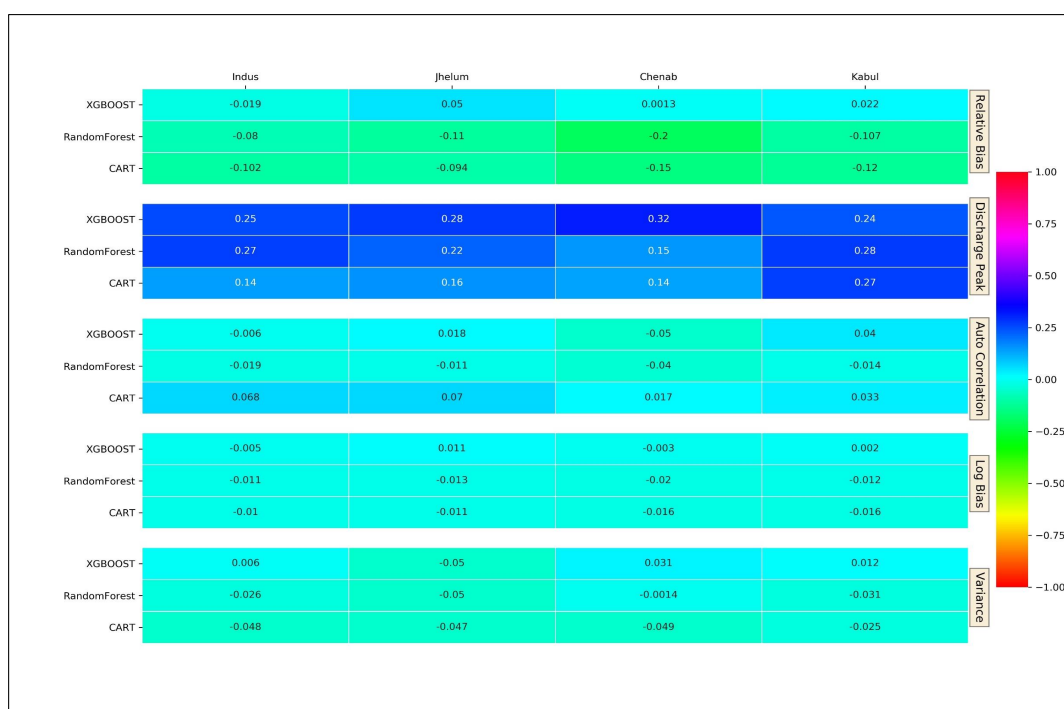 Indus Jhelum Chenab Kabul
XGBOOST -0.019 0.05 0.0013 0.022
RandomForest -0.08 -0.11 -0.2 -0.107
CART -0.102 -0.094 -0.15 -0.12
Relative Bias
XGBOOST 0.25 0.28 0.32 0.24
RandomForest 0.27 0.22 0.15 0.28
CART 0.14 0.16 0.14 0.27
Discharge Peak
XGBOOST -0.006 0.018 -0.05 0.04
RandomForest -0.019 -0.011 -0.04 -0.014
CART 0.068 0.07 0.017 0.033
Auto Correlation
XGBOOST -0.005 0.011 -0.003 0.002
RandomForest -0.011 -0.013 -0.02 -0.012
CART -0.01 -0.011 -0.016 -0.016
Log Bias
XGBOOST 0.006 -0.05 0.031 0.012
RandomForest -0.026 -0.05 -0.0014 -0.031
CART -0.048 -0.047 -0.049 -0.025
Variance
1.00
0.75
0.50
0.25
0.00
−0.25
−0.50
−0.75
−1.00